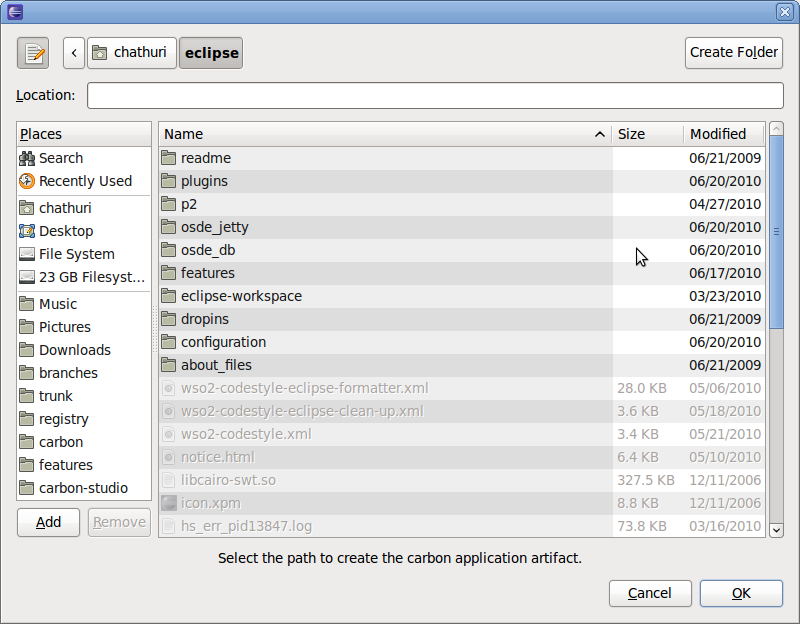 < chathuri eclipse Create Folder
Location:
Places
Search
Recently Used
chathuri
Desktop
File System
23 GB Filesyst...
Music
Pictures
Downloads
branches
trunk
registry
carbon
features
carbon-studio
Add Remove
Name Size Modified
readme 06/21/2009
plugins 06/20/2010
p2 04/27/2010
osde_jetty 06/20/2010
osde_db 06/20/2010
features 06/17/2010
eclipse-workspace 03/23/2010
dropins 06/21/2009
configuration 06/20/2010
about_files 06/21/2009
wso2-codestyle-eclipse-formatter.xml 28.0 KB 05/06/2010
wso2-codestyle-eclipse-clean-up.xml 3.6 KB 05/18/2010
wso2-codestyle.xml 3.4 KB 05/21/2010
notice.html 6.4 KB 05/10/2010
libcairo-swt.so 327.5 KB 12/11/2006
icon.xpm 8.8 KB 12/11/2006
hs_err_pid13847.log 73.8 KB 03/16/2010
Select the path to create the carbon application artifact.
Cancel OK